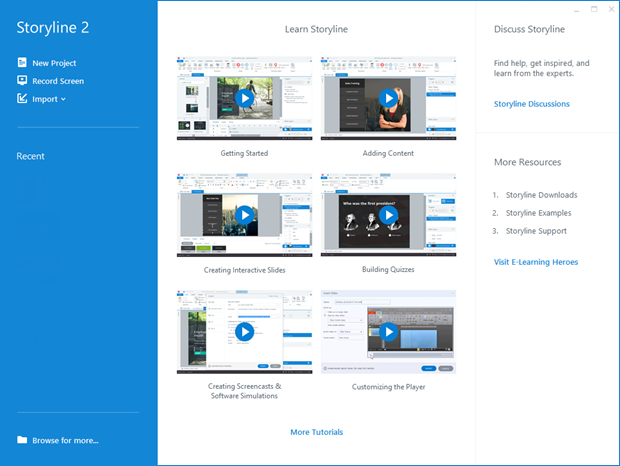 Storyline 2
New Project
Record Screen
Import
Recent
Browse for more...
Learn Storyline
Getting Started
Adding Content
Who was the first president?
Creating Interactive Slides
Building Quizzes
Creating Screencasts &
Software Simulations
Customizing the Player
More Tutorials
Discuss Storyline
Find help, get inspired, and
learn from the experts.
Storyline Discussions
More Resources
1. Storyline Downloads
2. Storyline Examples
3. Storyline Support
Visit E-Learning Heroes